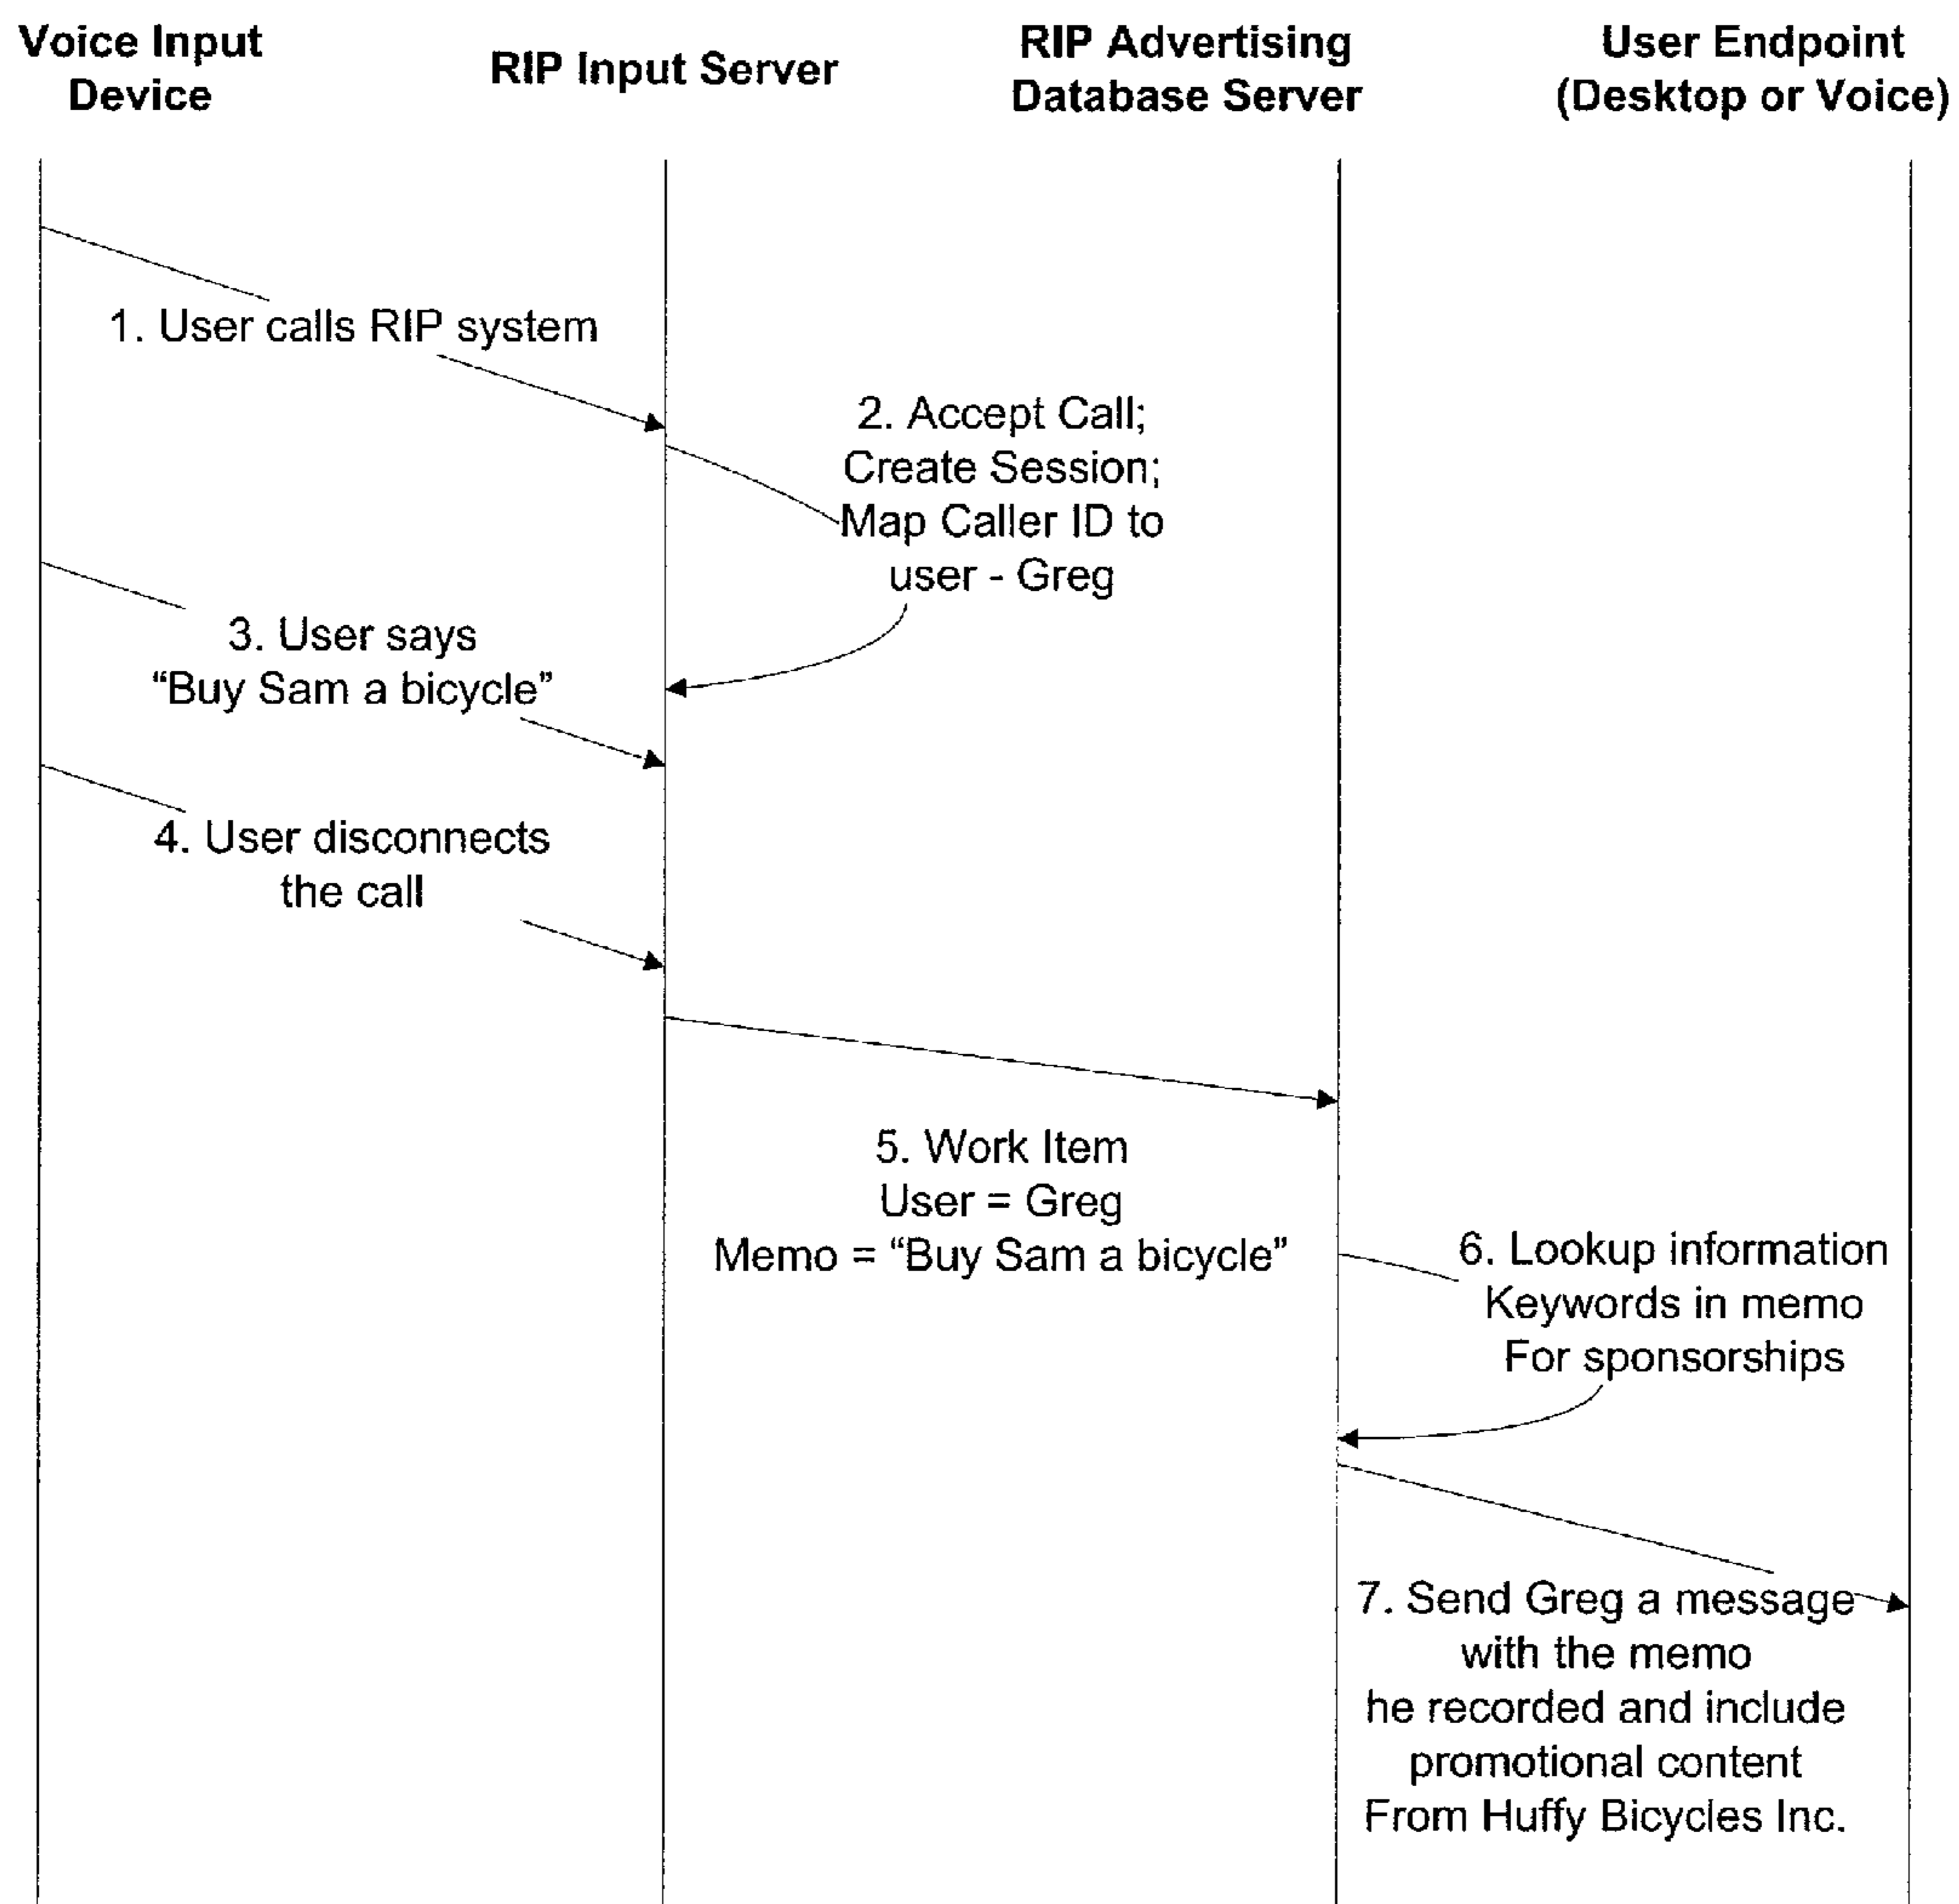 Voice Input
Device
RIP Input Server
RIP Advertising
Database Server
User Endpoint
(Desktop or Voice)
1. User calls RIP system
2. Accept Call;
Create Session;
Map Caller ID to
user - Greg
3. User says
“Buy Sam a bicycle”
4. User disconnects
the call
5. Work Item
User = Greg
Memo = “Buy Sam a bicycle”
6. Lookup information
Keywords in memo
For sponsorships
7. Send Greg a message
with the memo
he recorded and include
promotional content
From Huffy Bicycles Inc.